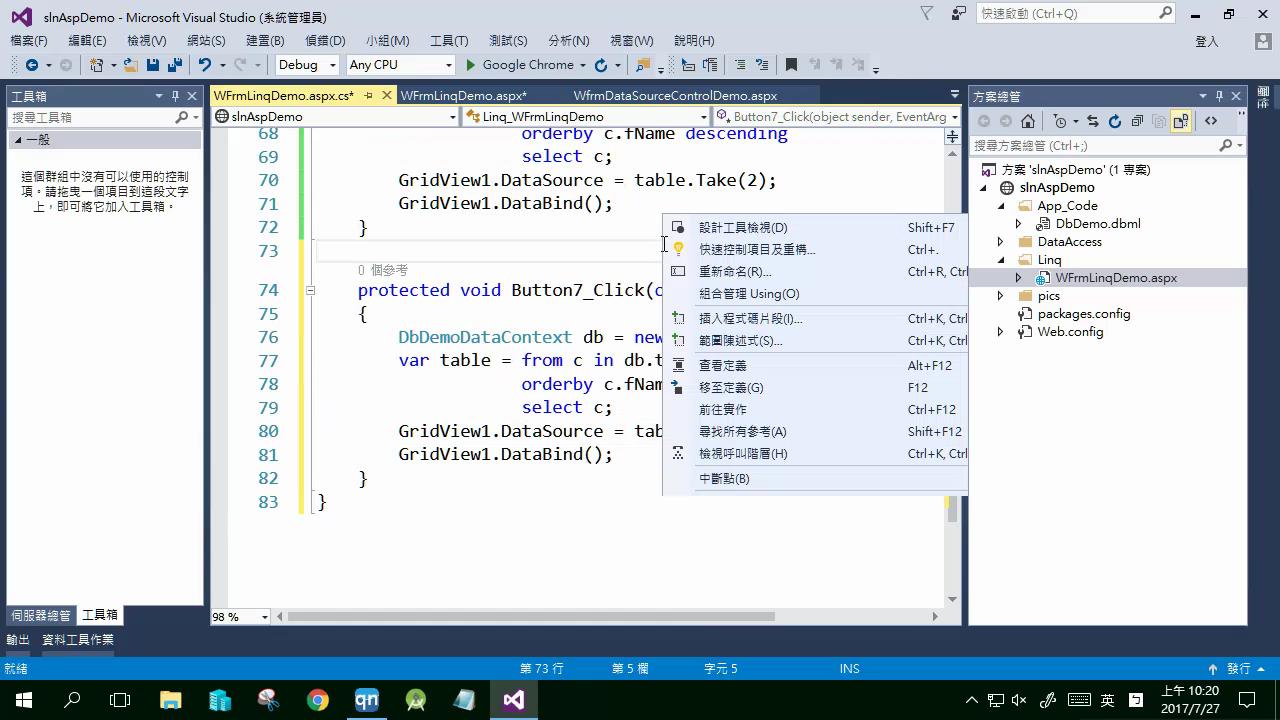 slnAspDemo - Microsoft Visual Studio (系統管理員)
快速啟動 (Ctrl+Q)
檔案(F) 編輯(E) 檢視(V) 網站(S) 建置(B) 偵錯(D) 小組(M) 工具(T) 測試(S) 分析(N) 視窗(W) 說明(H)
登入
Debug Any CPU Google Chrome
工具箱
搜尋工具箱
一般
這個群組中沒有可以使用的控制
項。請拖曳一個項目到這段文字
上，即可將它加入工具箱。
伺服器總管 工具箱
WFrmLinqDemo.aspx.cs* WFrmLinqDemo.aspx* WfrmDataSourceControlDemo.aspx
slnAspDemo Linq_WFrmLinqDemo Button7_Click(object sender, EventArg
68 orderby c.fName descending
69 select c;
70 GridView1.DataSource = table.Take(2);
71 GridView1.DataBind();
72 }
73
0 個參考
74 protected void Button7_Click(
75 {
76 DbDemoDataContext db = new
77 var table = from c in db.t
78 orderby c.fName
79 select c;
80 GridView1.DataSource = tab
81 GridView1.DataBind();
82 }
83 }
98 %
設計工具檢視(D) Shift+F7
快速控制項目及重構... Ctrl+.
重新命名(R)... Ctrl+R, Ctrl
組合管理 Using(O)
插入程式碼片段(I)... Ctrl+K, Ctrl
範圍陳述式(S)... Ctrl+K, Ctrl
查看定義 Alt+F12
移至定義(G) F12
前往實作 Ctrl+F12
尋找所有參考(A) Shift+F12
檢視呼叫階層(H) Ctrl+K, Ctrl
中斷點(B)
方案總管
搜尋方案總管 (Ctrl+;)
方案 'slnAspDemo' (1 專案)
slnAspDemo
App_Code
DbDemo.dbml
DataAccess
Linq
WFrmLinqDemo.aspx
pics
packages.config
Web.config
輸出 資料工具作業
就緒 第 73 行 第 5 欄 字元 5 INS 發行
qn
英
上午 10:20
2017/7/27